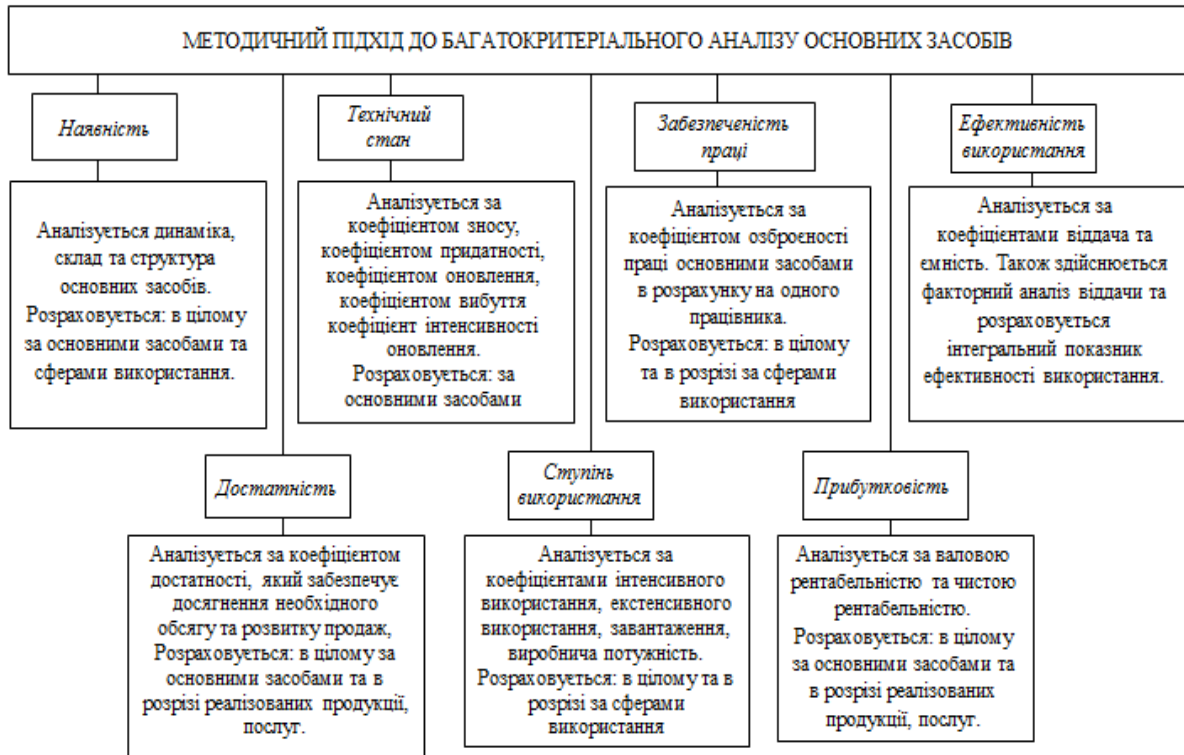 МЕТОДИЧНИЙ ПІДХІД ДО БАГАТОКРИТЕРІАЛЬНОГО АНАЛІЗУ ОСНОВНИХ ЗАСОБІВ
Наявність
Аналізується динаміка,
склад та структура
основних засобів.
Розраховується: в цілому
за основними засобами та
сферами використання.
Технічний
стан
Аналізується за
коефіцієнтом зносу,
коефіцієнтом придатності,
коефіцієнтом оновлення,
коефіцієнтом вибуття
коефіцієнт інтенсивності
оновлення.
Розраховується: за
основними засобами
Забезпеченість
праці
Аналізується за
коефіцієнтом озброєності
праці основними засобами
в розрахунку на одного
працівника.
Розраховується: в цілому
та в розрізі за сферами
використання
Ефективність
використання
Аналізується за
коефіцієнтами віддача та
ємність. Також здійснюється
факторний аналіз віддачи та
розраховується
інтегральний показник
ефективності використання.
Достатність
Аналізується за коефіцієнтом
достатності, який забезпечує
досягнення необхідного
обсягу та розвитку продаж,
Розраховується: в цілому за
основними засобами та в
розрізі реалізованих продукції,
послуг.
Ступінь
використання
Аналізується за
коефіцієнтами інтенсивного
використання, екстенсивного
використання, завантаження,
виробнича потужність.
Розраховується: в цілому та в
розрізі за сферами
використання
Прибутковість
Аналізується за валовою
рентабельністю та чистою
рентабельністю.
Розраховується: в цілому
за основними засобами та
в розрізі реалізованих
продукції, послуг.